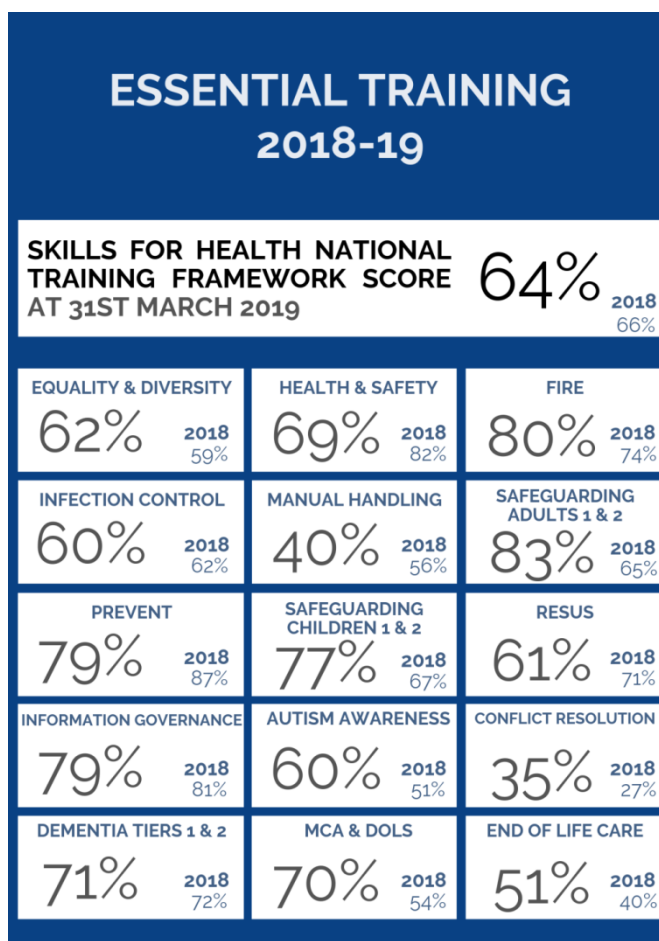 ESSENTIAL TRAINING
2018-19
SKILLS FOR HEALTH NATIONAL
TRAINING FRAMEWORK SCORE
AT 31ST MARCH 2019
64%
2018
66%
EQUALITY & DIVERSITY
62%
2018
59%
HEALTH & SAFETY
69%
2018
82%
FIRE
80%
2018
74%
INFECTION CONTROL
60%
2018
62%
MANUAL HANDLING
40%
2018
56%
SAFEGUARDING
ADULTS 1 & 2
83%
2018
65%
PREVENT
79%
2018
87%
SAFEGUARDING
CHILDREN 1 & 2
77%
2018
67%
RESUS
61%
2018
71%
INFORMATION GOVERNANCE
79%
2018
81%
AUTISM AWARENESS
60%
2018
51%
CONFLICT RESOLUTION
35%
2018
27%
DEMENTIA TIERS 1 & 2
71%
2018
72%
MCA & DOLS
70%
2018
54%
END OF LIFE CARE
51%
2018
40%